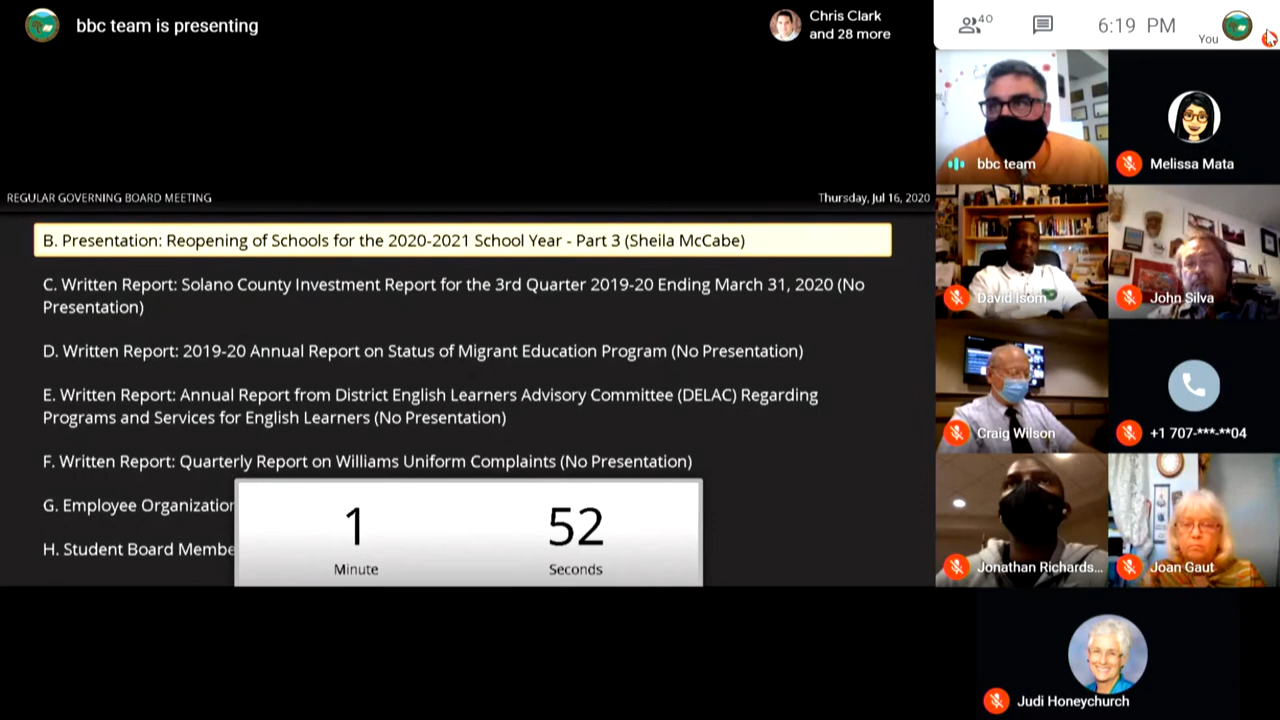 bbc team is presenting
Chris Clark
and 28 more
40
6:19 PM
You
REGULAR GOVERNING BOARD MEETING
Thursday, Jul 16, 2020
B. Presentation: Reopening of Schools for the 2020-2021 School Year - Part 3 (Sheila McCabe)
C. Written Report: Solano County Investment Report for the 3rd Quarter 2019-20 Ending March 31, 2020 (No
Presentation)
D. Written Report: 2019-20 Annual Report on Status of Migrant Education Program (No Presentation)
E. Written Report: Annual Report from District English Learners Advisory Committee (DELAC) Regarding
Programs and Services for English Learners (No Presentation)
F. Written Report: Quarterly Report on Williams Uniform Complaints (No Presentation)
G. Employee Organization
H. Student Board Membe
1
52
Minute
Seconds
bbc team
Melissa Mata
David Isom
John Silva
Craig Wilson
+1 707-***-**04
Jonathan Richards...
Joan Gaut
Judi Honeychurch